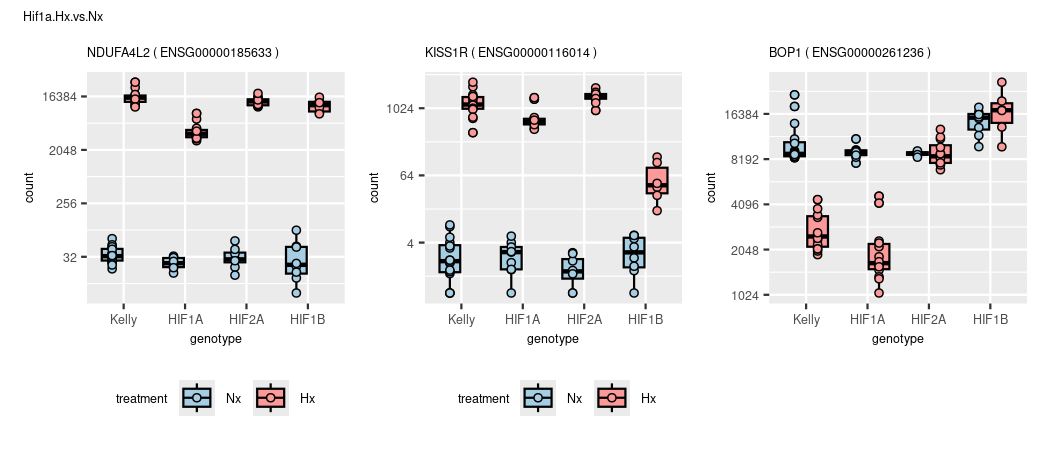 Hif1a.Hx.vs.Nx
NDUFA4L2 ( ENSG00000185633 )
count
16384
2048
256
32
Kelly HIF1A HIF2A HIF1B
genotype
treatment Nx Hx
KISS1R ( ENSG00000116014 )
count
1024
64
4
Kelly HIF1A HIF2A HIF1B
genotype
treatment Nx Hx
BOP1 ( ENSG00000261236 )
count
16384
8192
4096
2048
1024
Kelly HIF1A HIF2A HIF1B
genotype